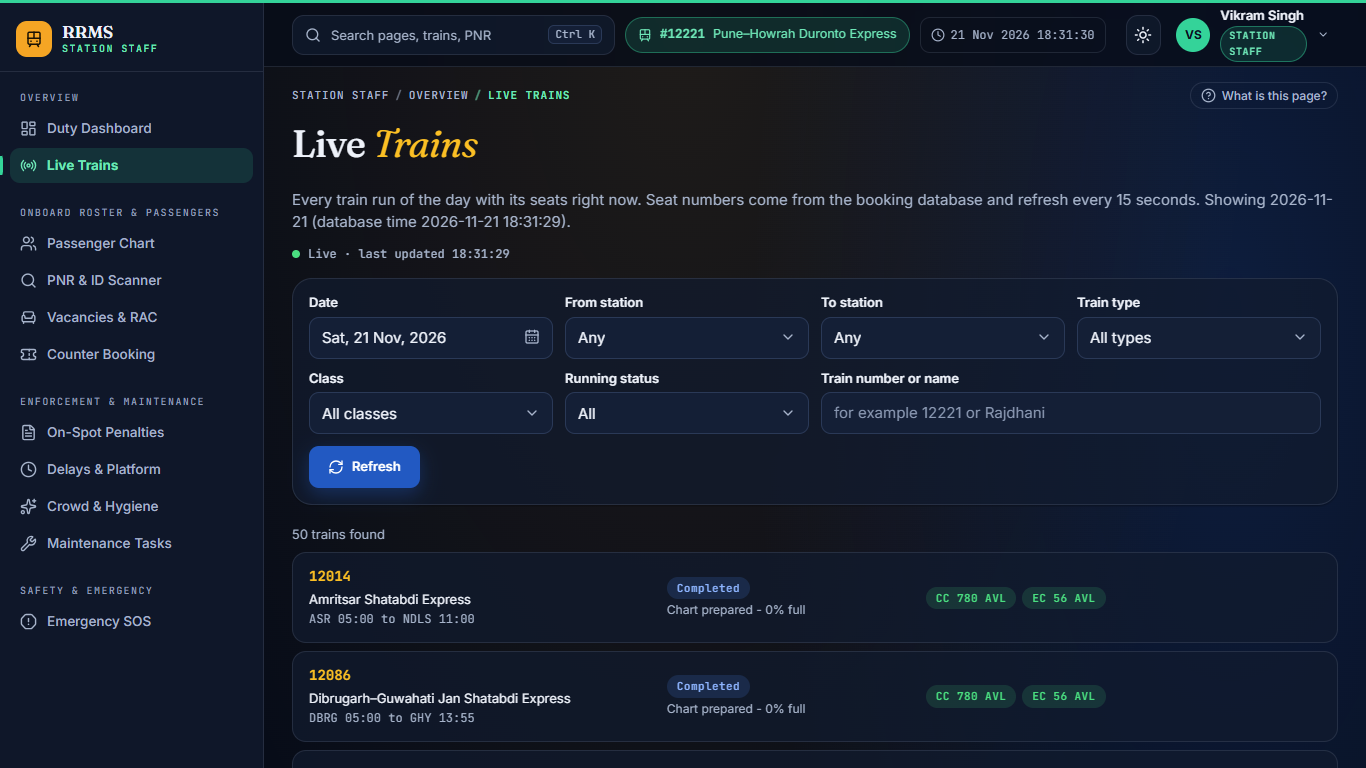 RRMS
STATION STAFF
Search pages, trains, PNR
Ctrl K
#12221 Pune–Howrah Duronto Express
21 Nov 2026 18:31:30
VS
Vikram Singh
STATION
STAFF
OVERVIEW
Duty Dashboard
Live Trains
ONBOARD ROSTER & PASSENGERS
Passenger Chart
PNR & ID Scanner
Vacancies & RAC
Counter Booking
ENFORCEMENT & MAINTENANCE
On-Spot Penalties
Delays & Platform
Crowd & Hygiene
Maintenance Tasks
SAFETY & EMERGENCY
Emergency SOS
STATION STAFF / OVERVIEW / LIVE TRAINS
What is this page?
Live Trains
Every train run of the day with its seats right now. Seat numbers come from the booking database and refresh every 15 seconds. Showing 2026-11-
21 (database time 2026-11-21 18:31:29).
Live · last updated 18:31:29
Date
From station
To station
Train type
Sat, 21 Nov, 2026
Any
Any
All types
Class
Running status
Train number or name
All classes
All
for example 12221 or Rajdhani
Refresh
50 trains found
12014
Amritsar Shatabdi Express
ASR 05:00 to NDLS 11:00
Completed
Chart prepared - 0% full
CC 780 AVL
EC 56 AVL
12086
Dibrugarh–Guwahati Jan Shatabdi Express
DBRG 05:00 to GHY 13:55
Completed
Chart prepared - 0% full
CC 780 AVL
EC 56 AVL